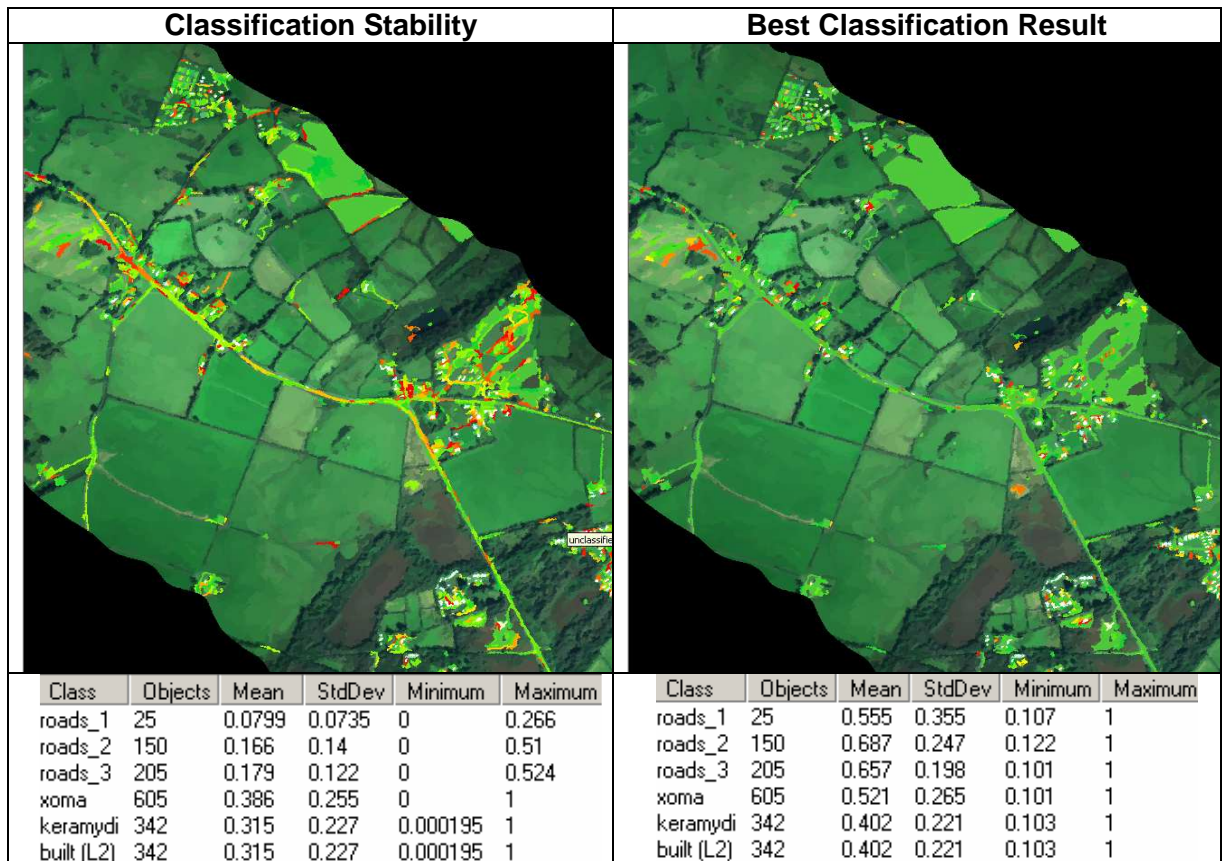 Classification Stability
Best Classification Result
unclassifie
Class Objects Mean StdDev Minimum Maximum
roads_1 25 0.0799 0.0735 0 0.266
roads_2 150 0.166 0.14 0 0.51
roads_3 205 0.179 0.122 0 0.524
xoma 605 0.386 0.255 0 1
keramydi 342 0.315 0.227 0.000195 1
built (L2) 342 0.315 0.227 0.000195 1
Class Objects Mean StdDev Minimum Maximum
roads_1 25 0.555 0.355 0.107 1
roads_2 150 0.687 0.247 0.122 1
roads_3 205 0.657 0.198 0.101 1
xoma 605 0.521 0.265 0.101 1
keramydi 342 0.402 0.221 0.103 1
built (L2) 342 0.402 0.221 0.103 1